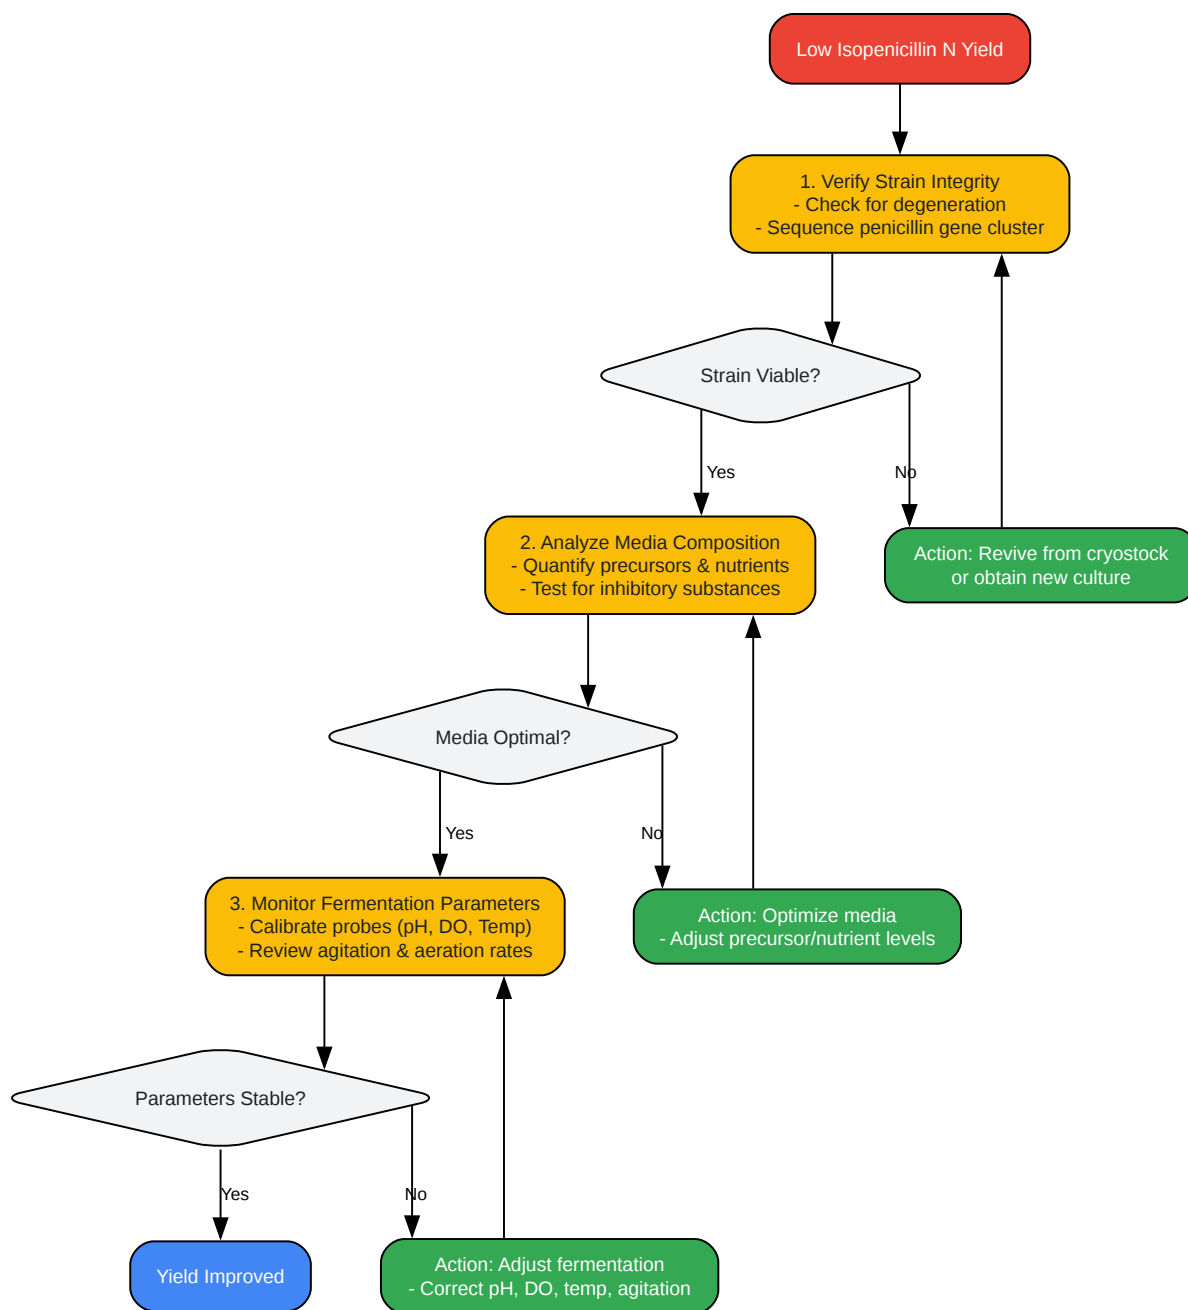 Low Isopenicillin N Yield
1. Verify Strain Integrity
- Check for degeneration
- Sequence penicillin gene cluster
Strain Viable?
Yes
No
2. Analyze Media Composition
- Quantify precursors & nutrients
- Test for inhibitory substances
Action: Revive from cryostock
or obtain new culture
Media Optimal?
Yes
No
3. Monitor Fermentation Parameters
- Calibrate probes (pH, DO, Temp)
- Review agitation & aeration rates
Action: Optimize media
- Adjust precursor/nutrient levels
Parameters Stable?
Yes
No
Yield Improved
Action: Adjust fermentation
- Correct pH, DO, temp, agitation